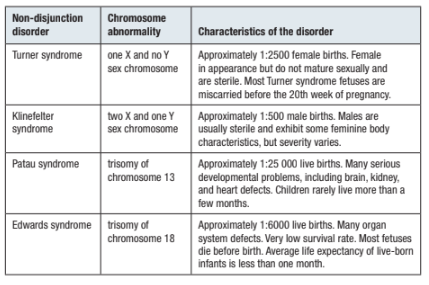 Non-disjunction
disorder
Chromosome
abnormality
Characteristics of the disorder
Turner syndrome
one X and no Y
sex chromosome
Approximately 1:2500 female births. Female
in appearance but do not mature sexually and
are sterile. Most Turner syndrome fetuses are
miscarried before the 20th week of pregnancy.
Klinefelter
syndrome
two X and one Y
sex chromosome
Approximately 1:500 male births. Males are
usually sterile and exhibit some feminine body
characteristics, but severity varies.
Patau syndrome
trisomy of
chromosome 13
Approximately 1:25 000 live births. Many serious
developmental problems, including brain, kidney,
and heart defects. Children rarely live more than a
few months.
Edwards syndrome
trisomy of
chromosome 18
Approximately 1:6000 live births. Many organ
system defects. Very low survival rate. Most fetuses
die before birth. Average life expectancy of live-born
infants is less than one month.